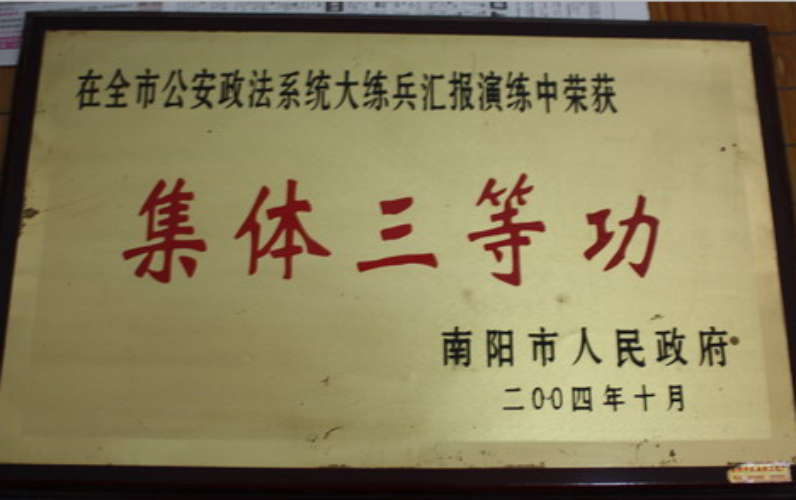 在全市公安政法系统大练兵汇报演练中荣获
集体三等功
南阳市人民政府
二00四年十月